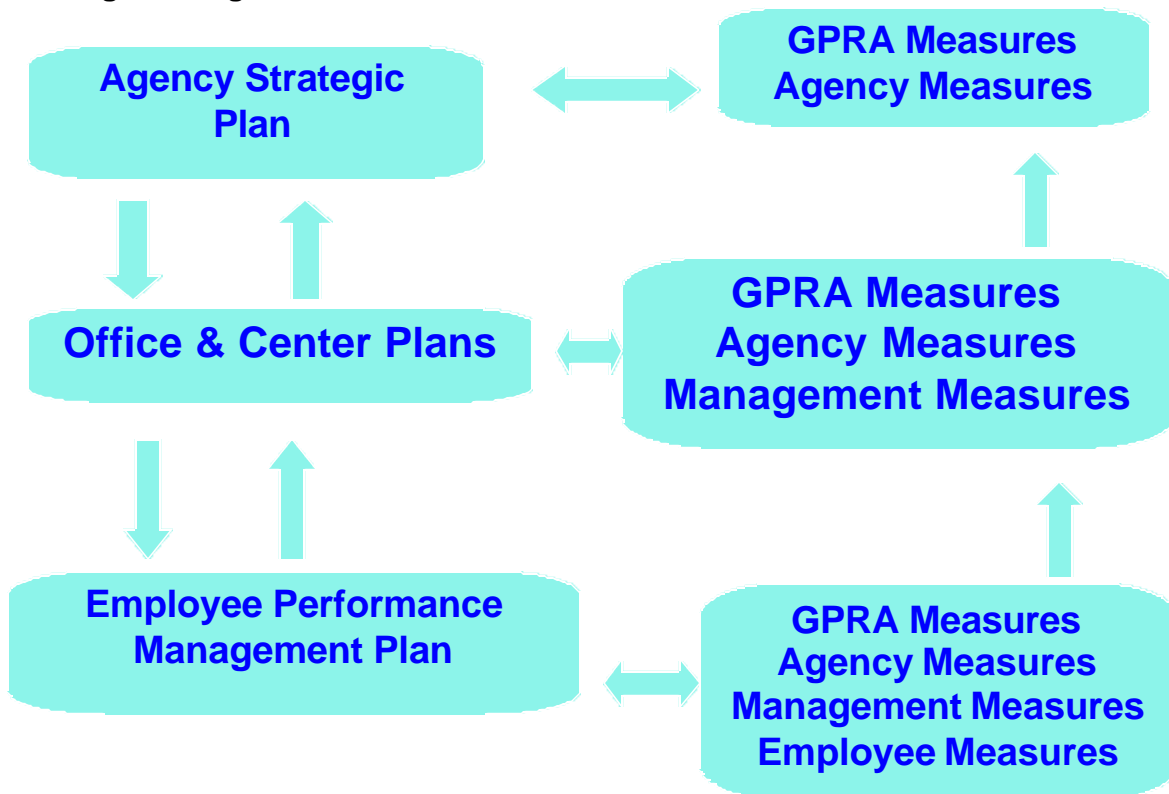 Agency Strategic
Plan
GPRA Measures
Agency Measures
Office & Center Plans
GPRA Measures
Agency Measures
Management Measures
Employee Performance
Management Plan
GPRA Measures
Agency Measures
Management Measures
Employee Measures